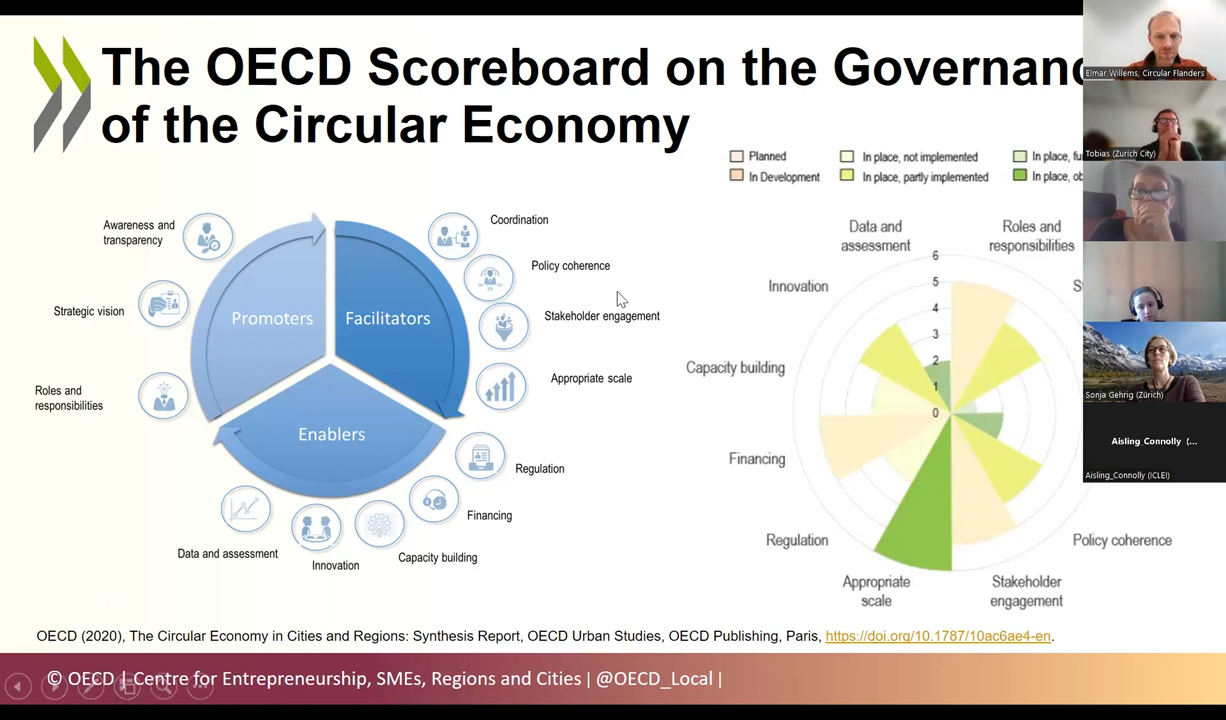 The OECD Scoreboard on the Governanc
of the Circular Economy
Planned
In place, not implemented
In place, fu
In Development
In place, partly implemented
In place, ob
Awareness and
transparency
Strategic vision
Roles and
responsibilities
Promoters
Facilitators
Enablers
Coordination
Policy coherence
Stakeholder engagement
Appropriate scale
Regulation
Financing
Capacity building
Innovation
Data and assessment
Data and
assessment
Roles and
responsibilities
Innovation
S
Capacity building
Financing
Regulation
Appropriate
scale
Stakeholder
engagement
Policy coherence
6
5
4
3
2
1
0
OECD (2020), The Circular Economy in Cities and Regions: Synthesis Report, OECD Urban Studies, OECD Publishing, Paris, https://doi.org/10.1787/10ac6ae4-en.
© OECD | Centre for Entrepreneurship, SMEs, Regions and Cities | @OECD_Local |
Elmar Willems, Circular Flanders
Tobias (Zurich City)
Sonja Gehrig (Zürich)
Aisling_Connolly (...
Aisling_Connolly (ICLEI)